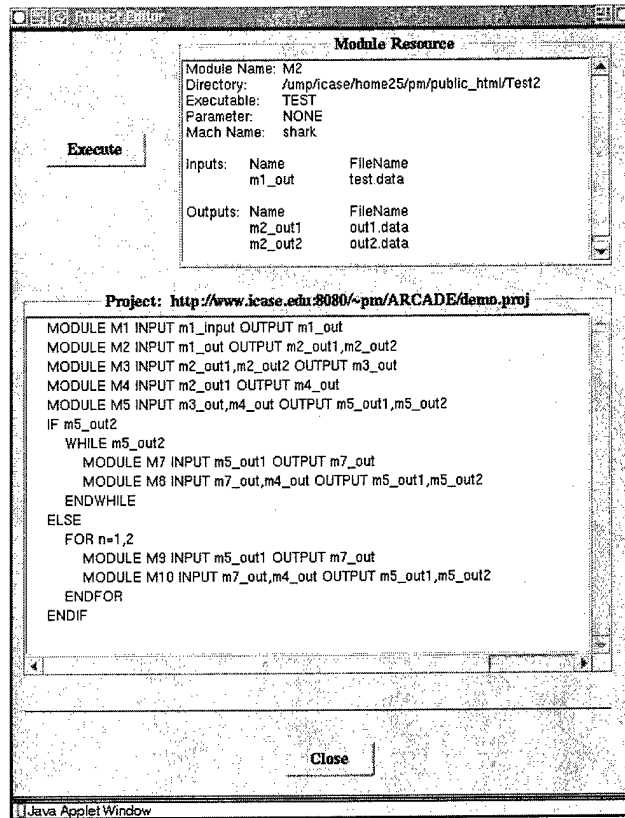 Project Editor
Module Resource
Module Name: M2
Directory: /ump/icase/home25/pm/public_html/Test2
Executable: TEST
Parameter: NONE
Mach Name: shark
Execute
Inputs: Name FileName
m1_out test.data
Outputs: Name FileName
m2_out1 out1.data
m2_out2 out2.data
Project: http://www.icase.edu:8080/~pm/ARCADE/demo.proj
MODULE M1 INPUT m1_input OUTPUT m1_out
MODULE M2 INPUT m1_out OUTPUT m2_out1,m2_out2
MODULE M3 INPUT m2_out1,m2_out2 OUTPUT m3_out
MODULE M4 INPUT m2_out1 OUTPUT m4_out
MODULE M5 INPUT m3_out,m4_out OUTPUT m5_out1,m5_out2
IF m5_out2
WHILE m5_out2
MODULE M7 INPUT m5_out1 OUTPUT m7_out
MODULE M8 INPUT m7_out,m4_out OUTPUT m5_out1,m5_out2
ENDWHILE
ELSE
FOR n=1,2
MODULE M9 INPUT m5_out1 OUTPUT m7_out
MODULE M10 INPUT m7_out,m4_out OUTPUT m5_out1,m5_out2
ENDFOR
ENDIF
Close
Java Applet Window